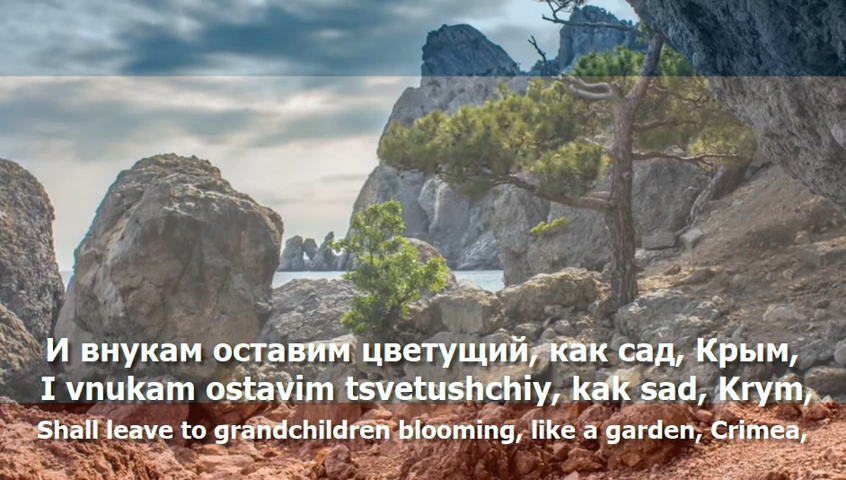 И внукам оставим цветущий, как сад, Крым,
I vnukam ostavim tsvetushchiy, kak sad, Krym,
Shall leave to grandchildren blooming, like a garden, Crimea,